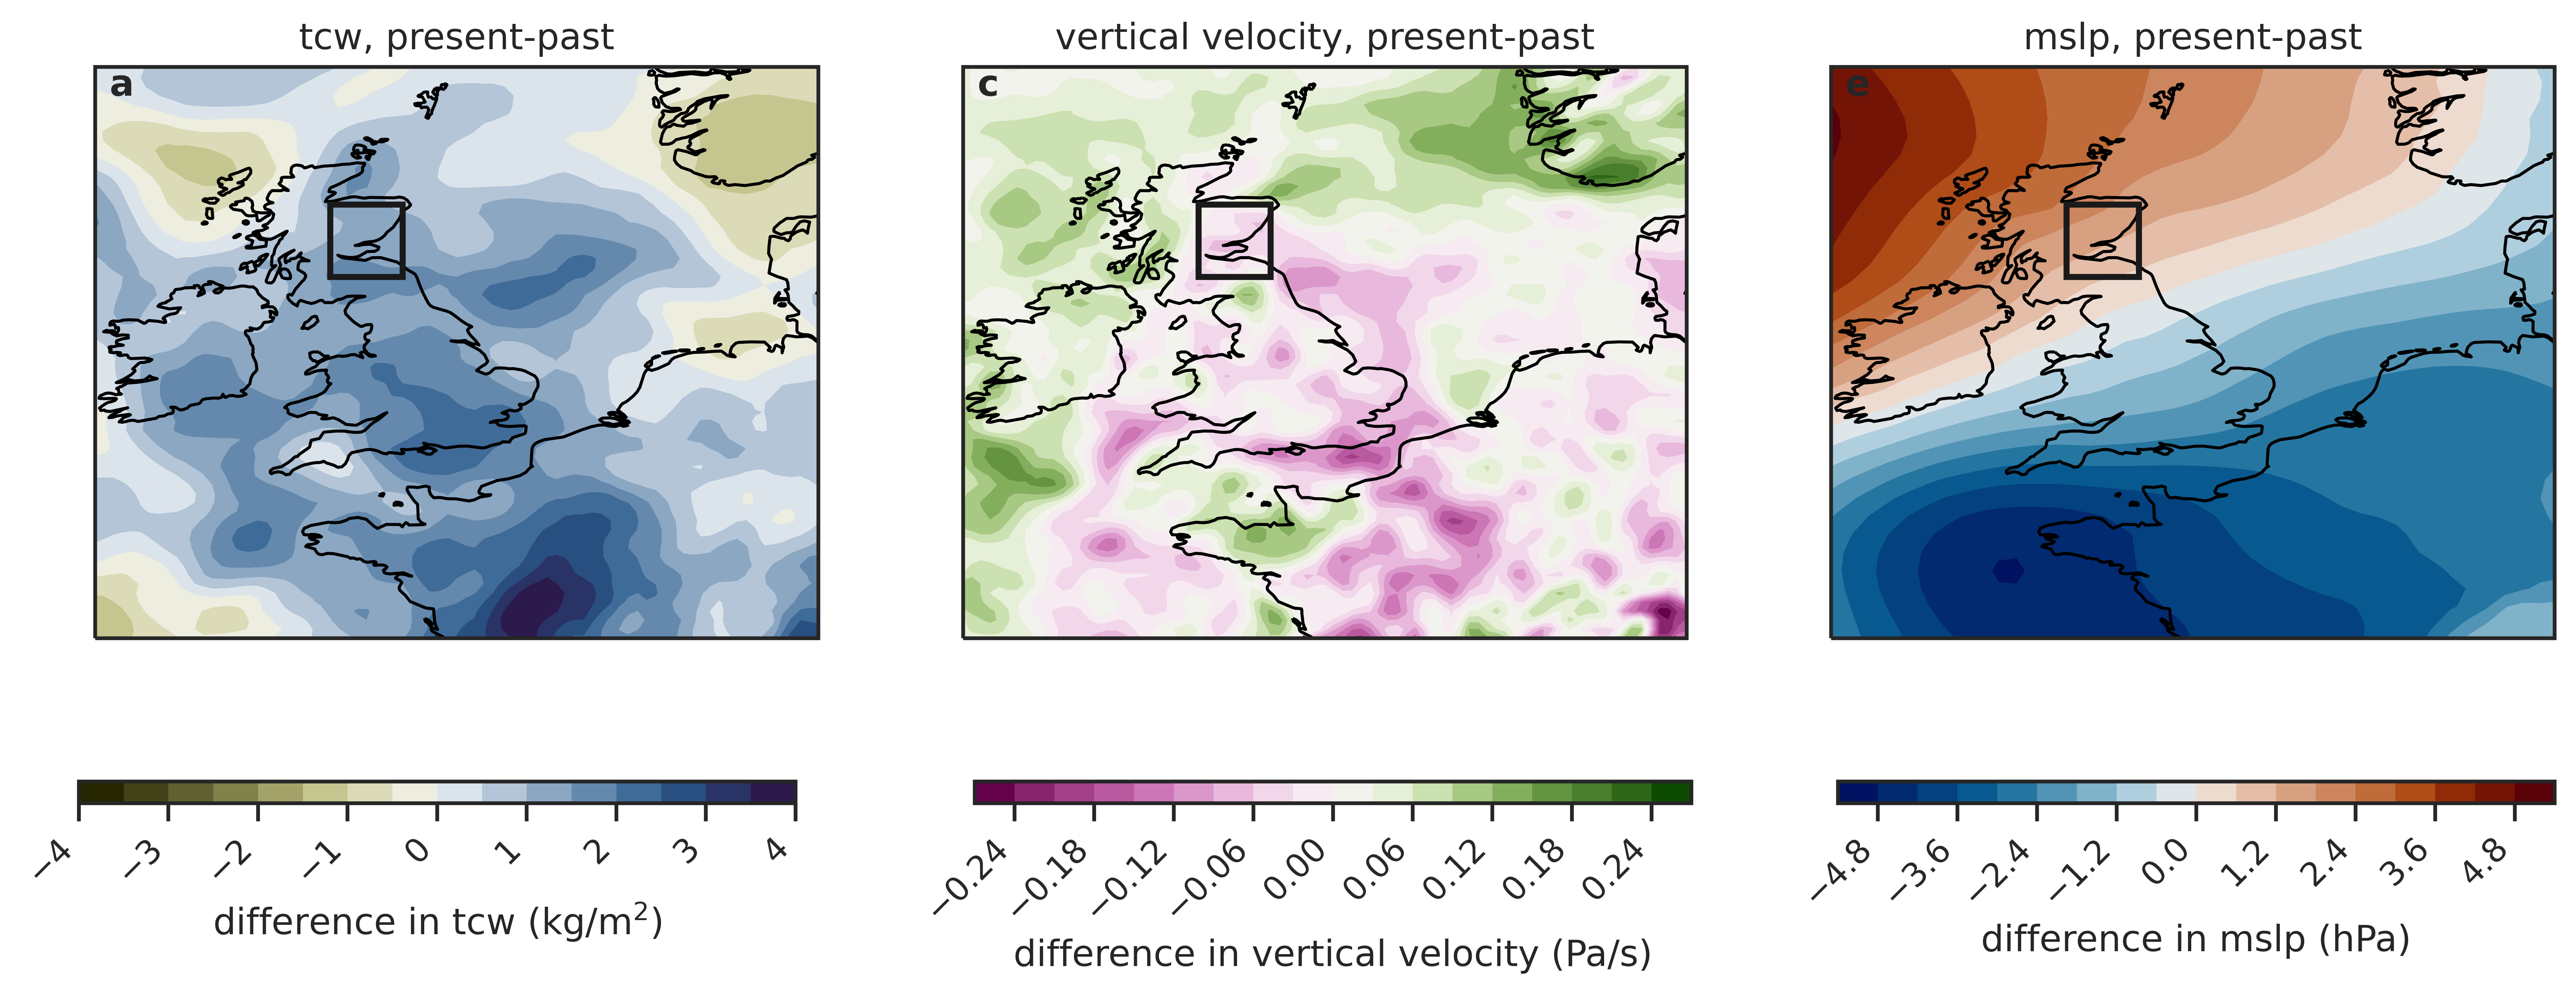 tcw, present-past
a
−4 −3 −2 −1 0 1 2 3 4
difference in tcw (kg/m²)
vertical velocity, present-past
c
−0.24 −0.18 −0.12 −0.06 0.00 0.06 0.12 0.18 0.24
difference in vertical velocity (Pa/s)
mslp, present-past
e
−4.8 −3.6 −2.4 −1.2 0.0 1.2 2.4 3.6 4.8
difference in mslp (hPa)